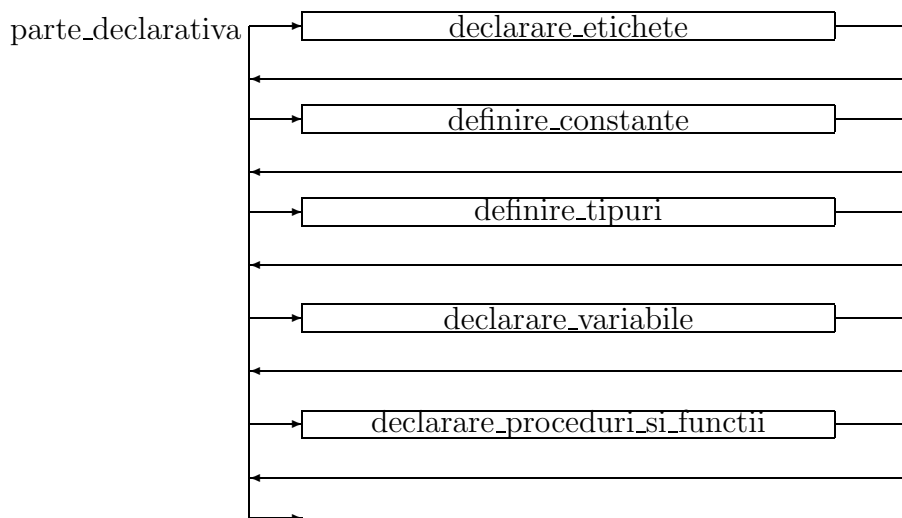 parte_declarativa
declarare_etichete
definire_constante
definire_tipuri
declarare_variabile
declarare_proceduri_si_functii